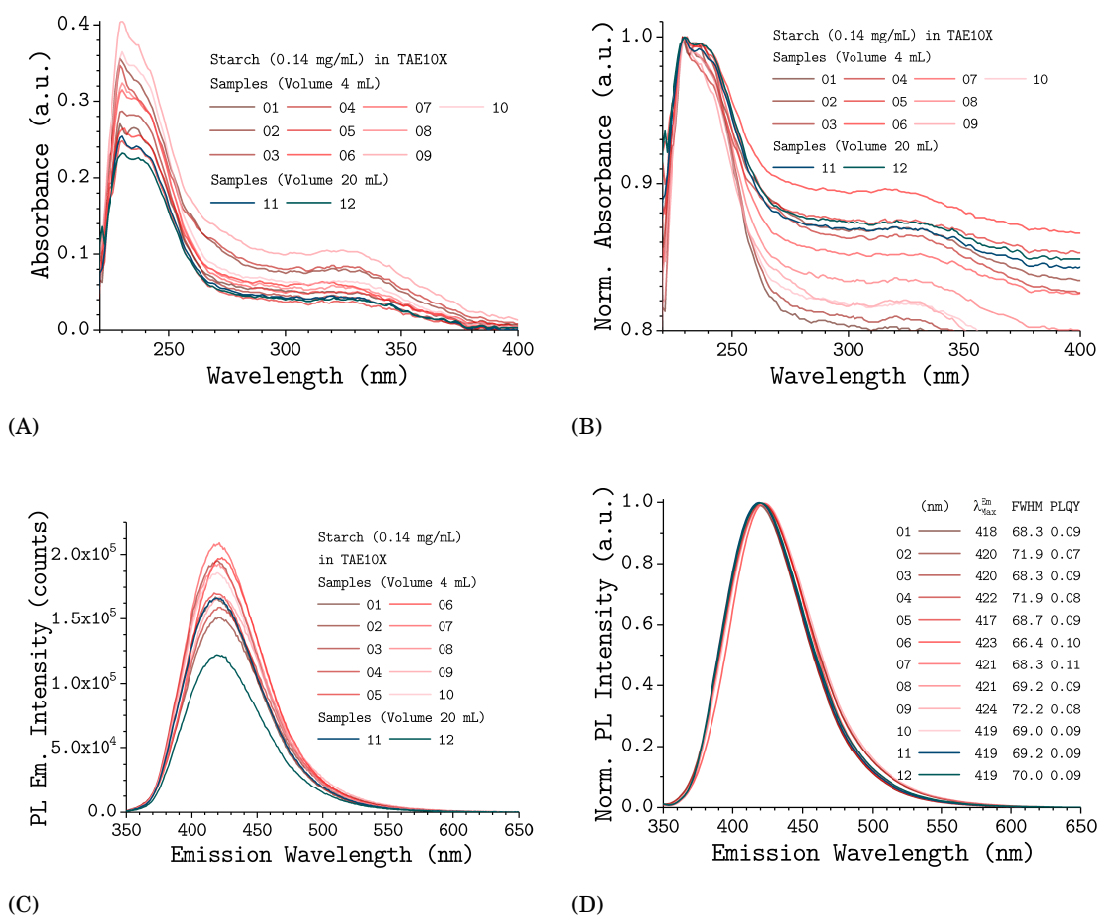 Absorbance (a.u.)
0.4
0.3
0.2
0.1
0.0
250
300
350
400
Wavelength (nm)
Starch (0.14 mg/mL) in TAE10X
Samples (Volume 4 mL)
01 04 07 10
02 05 08
03 06 09
Samples (Volume 20 mL)
11 12
(A)
Norm. Absorbance (a.u.)
1.0
0.9
0.8
250
300
350
400
Wavelength (nm)
Starch (0.14 mg/mL) in TAE10X
Samples (Volume 4 mL)
01 04 07 10
02 05 08
03 06 09
Samples (Volume 20 mL)
11 12
(B)
PL Em. Intensity (counts)
2.0x10⁵
1.5x10⁵
1.0x10⁵
5.0x10⁴
0.0
350
400
450
500
550
600
650
Emission Wavelength (nm)
Starch (0.14 mg/nL)
in TAE10X
Samples (Volume 4 mL)
01 06
02 07
03 08
04 09
05 10
Samples (Volume 20 mL)
11 12
(C)
Norm. PL Intensity (a.u.)
1.0
0.8
0.6
0.4
0.2
0.0
350
400
450
500
550
600
650
Emission Wavelength (nm)
(nm) λ Em Max FWHM PLQY
01 418 68.3 0.09
02 420 71.9 0.07
03 420 68.3 0.09
04 422 71.9 0.08
05 417 68.7 0.09
06 423 66.4 0.10
07 421 68.3 0.11
08 421 69.2 0.09
09 424 72.2 0.08
10 419 69.0 0.09
11 419 69.2 0.09
12 419 70.0 0.09
(D)